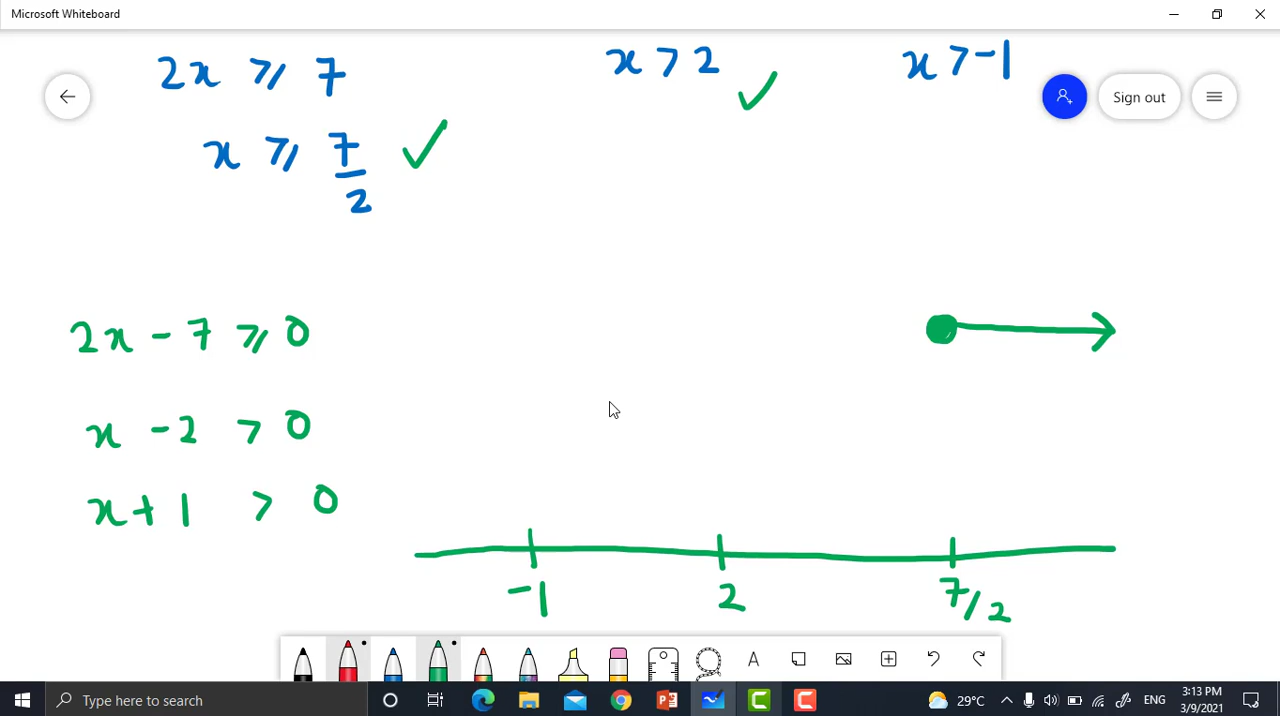 Microsoft Whiteboard
2x ⩾ 7
x > 2 ✓
x > -1
Sign out
x ⩾ 7/2 ✓
2x - 7 ⩾ 0
x - 2 > 0
x + 1 > 0
-1 2 7/2
A
Type here to search
29°C
ENG
3:13 PM
3/9/2021